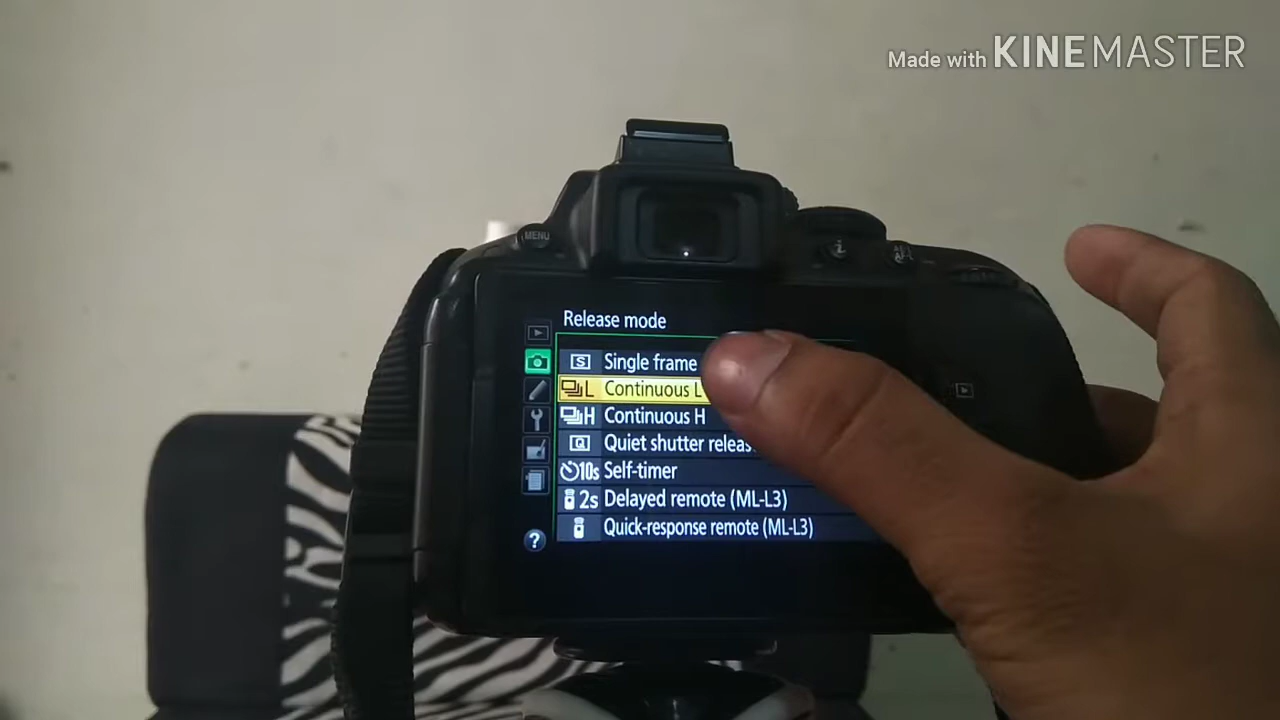 Made with KINEMASTER
MENU
i
Release mode
S Single frame
L Continuous L
H Continuous H
Q Quiet shutter releas
10s Self-timer
2s Delayed remote (ML-L3)
Quick-response remote (ML-L3)
?